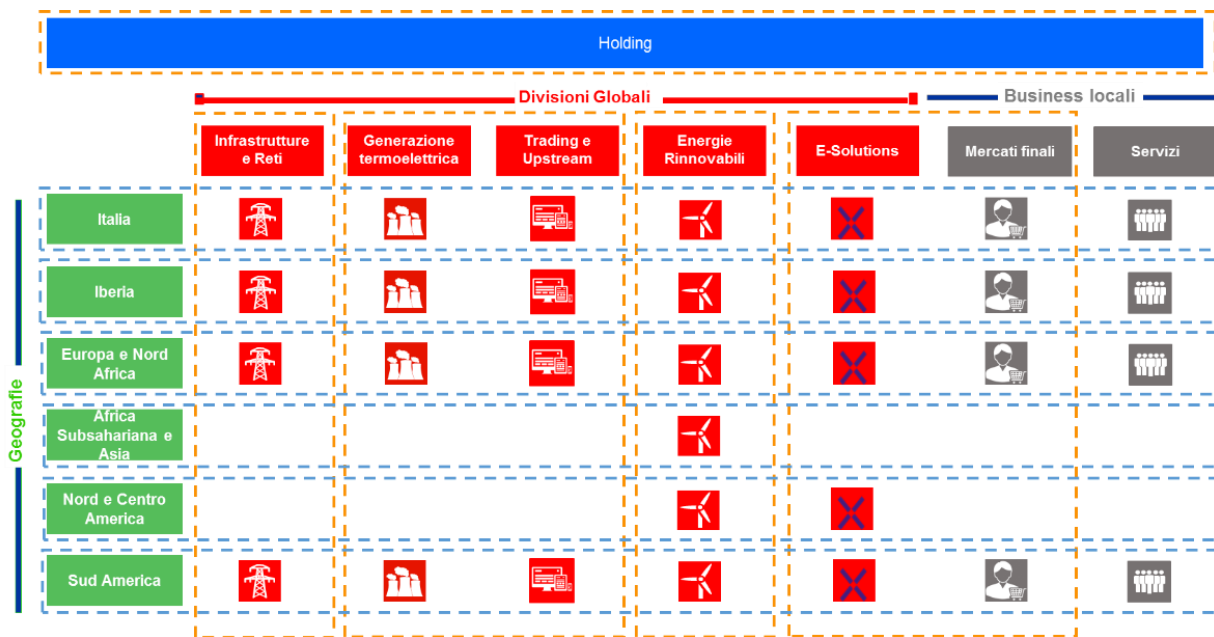 Holding
Divisioni Globali
Business locali
Infrastrutture
e Reti
Generazione
termoelettrica
Trading e
Upstream
Energie
Rinnovabili
E-Solutions
Mercati finali
Servizi
Geografie
Italia
Iberia
Europa e Nord
Africa
Africa
Subsahariana e
Asia
Nord e Centro
America
Sud America